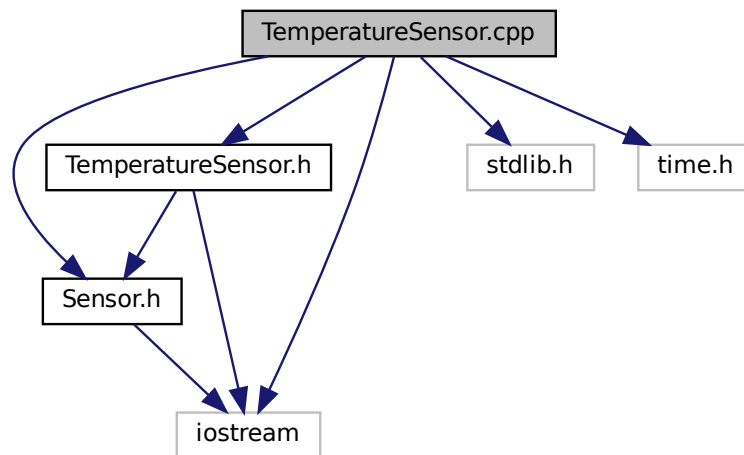 TemperatureSensor.cpp
TemperatureSensor.h
stdlib.h
time.h
Sensor.h
iostream